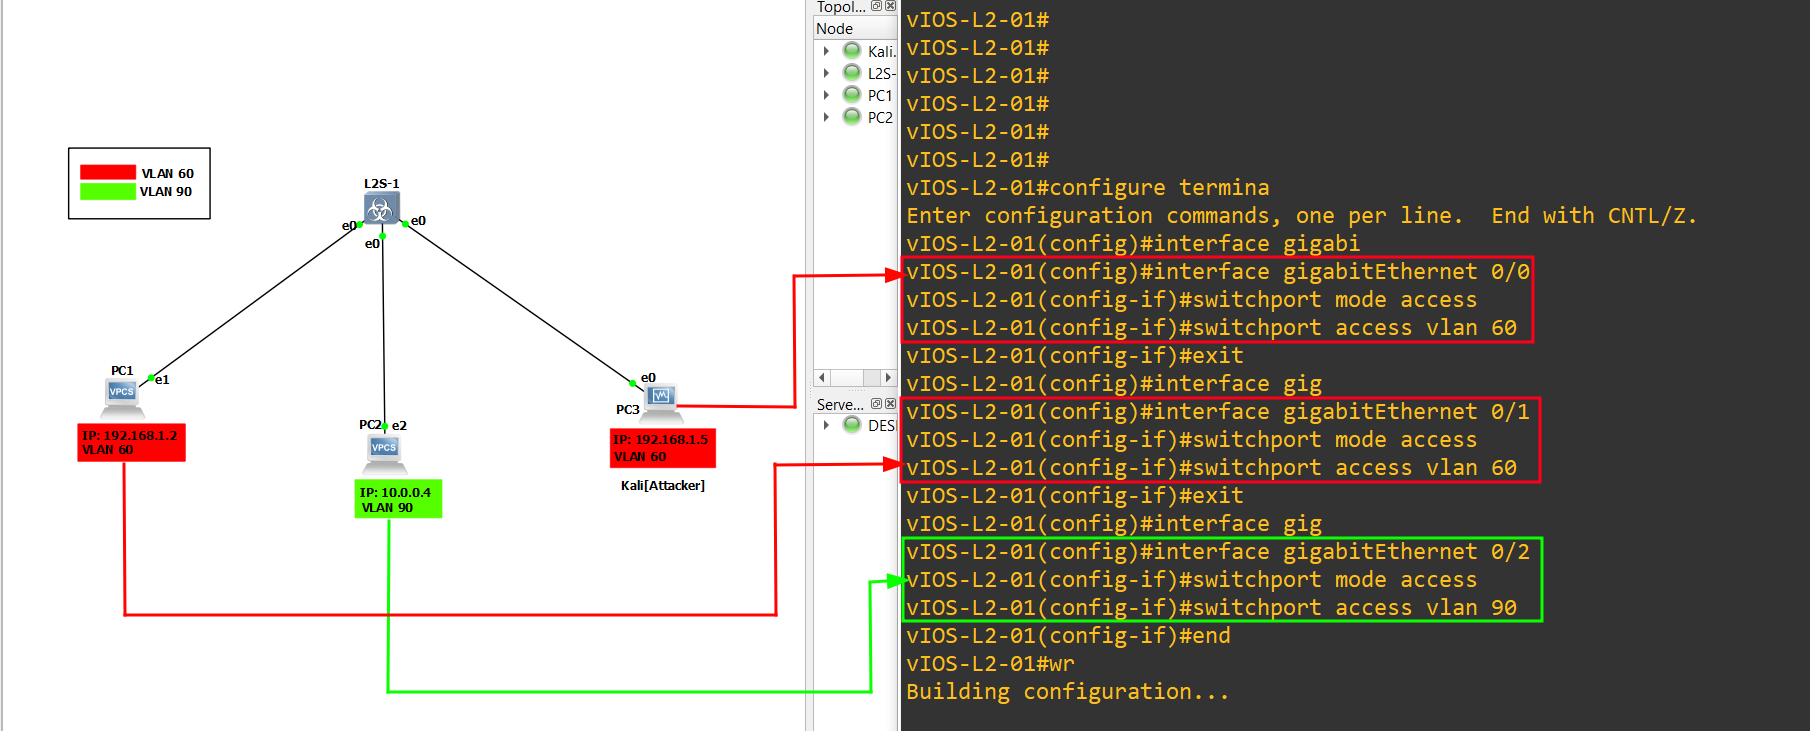 VLAN 60
VLAN 90
L2S-1
e0
e0
e0
PC1
e1
IP: 192.168.1.2
VLAN 60
PC2
e2
IP: 10.0.0.4
VLAN 90
e0
PC3
IP: 192.168.1.5
VLAN 60
Kali[Attacker]
Topol...
Node
Kali.
L2S-
PC1
PC2
Serve...
DESI
vIOS-L2-01#
vIOS-L2-01#
vIOS-L2-01#
vIOS-L2-01#
vIOS-L2-01#
vIOS-L2-01#
vIOS-L2-01#configure termina
Enter configuration commands, one per line.  End with CNTL/Z.
vIOS-L2-01(config)#interface gigabi
vIOS-L2-01(config)#interface gigabitEthernet 0/0
vIOS-L2-01(config-if)#switchport mode access
vIOS-L2-01(config-if)#switchport access vlan 60
vIOS-L2-01(config-if)#exit
vIOS-L2-01(config)#interface gig
vIOS-L2-01(config)#interface gigabitEthernet 0/1
vIOS-L2-01(config-if)#switchport mode access
vIOS-L2-01(config-if)#switchport access vlan 60
vIOS-L2-01(config-if)#exit
vIOS-L2-01(config)#interface gig
vIOS-L2-01(config)#interface gigabitEthernet 0/2
vIOS-L2-01(config-if)#switchport mode access
vIOS-L2-01(config-if)#switchport access vlan 90
vIOS-L2-01(config-if)#end
vIOS-L2-01#wr
Building configuration...
VPCS
VPCS